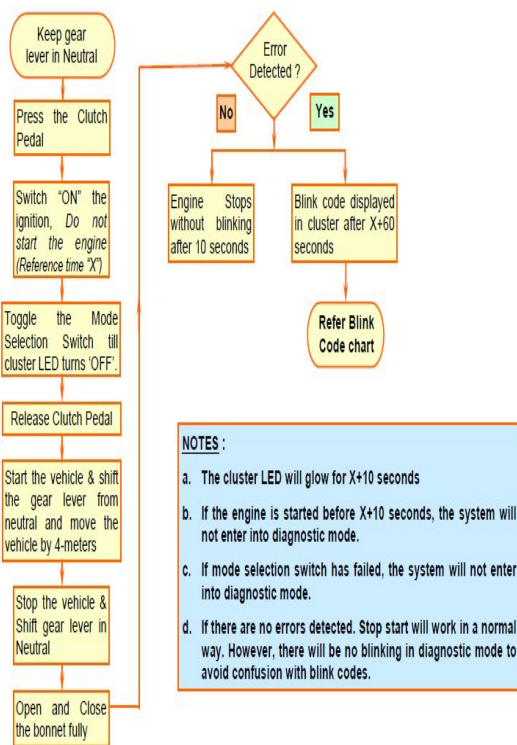 Keep gear
lever in Neutral
Press the Clutch
Pedal
Switch "ON" the
ignition, Do not
start the engine
(Reference time "X")
Toggle the Mode
Selection Switch till
cluster LED turns 'OFF'.
Release Clutch Pedal
Start the vehicle & shift
the gear lever from
neutral and move the
vehicle by 4-meters
Stop the vehicle &
Shift gear lever in
Neutral
Open and Close
the bonnet fully
Error
Detected ?
No
Yes
Engine Stops
without blinking
after 10 seconds
Blink code displayed
in cluster after X+60
seconds
Refer Blink
Code chart
NOTES :
a. The cluster LED will glow for X+10 seconds
b. If the engine is started before X+10 seconds, the system will
not enter into diagnostic mode.
c. If mode selection switch has failed, the system will not enter
into diagnostic mode.
d. If there are no errors detected. Stop start will work in a normal
way. However, there will be no blinking in diagnostic mode to
avoid confusion with blink codes.